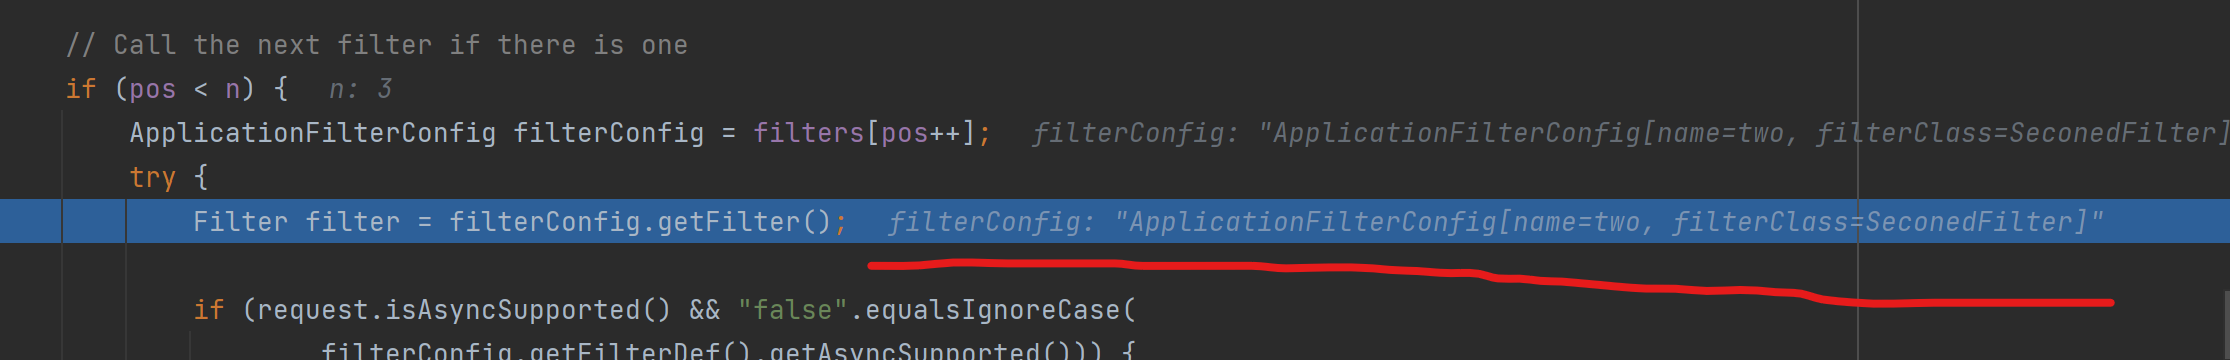 // Call the next filter if there is one
if (pos < n) {   n: 3
ApplicationFilterConfig filterConfig = filters[pos++];   filterConfig: "ApplicationFilterConfig[name=two, filterClass=SeconedFilter]
try {
Filter filter = filterConfig.getFilter();   filterConfig: "ApplicationFilterConfig[name=two, filterClass=SeconedFilter]"
if (request.isAsyncSupported() && "false".equalsIgnoreCase(
filterConfig.getFilterDef().getAsyncSupported())) {